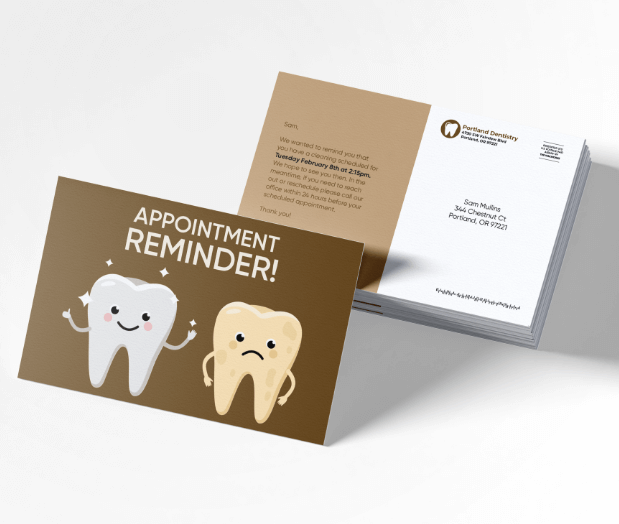 APPOINTMENT
REMINDER!
Sam,
We wanted to remind you that
you have a cleaning scheduled for
Tuesday February 8th at 2:15pm.
We hope to see you then. In the
meantime, if you need to reach
out or reschedule please call our
office within 24 hours before your
scheduled appointment.
Thank you!
Portland Dentistry
Portland, OR 97221
Sam Mullins
344 Chestnut Ct
Portland, OR 97221